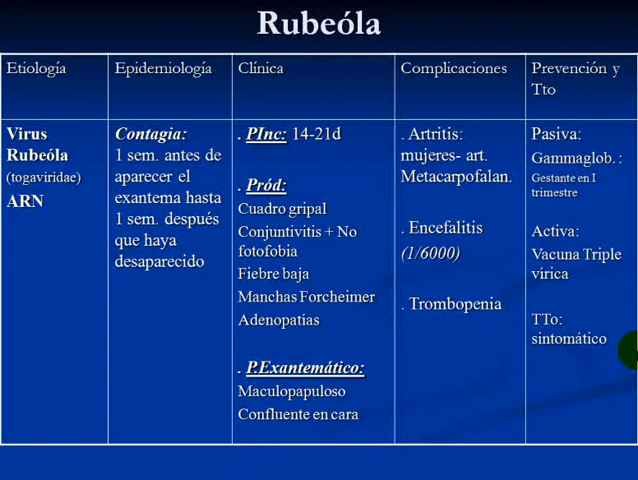 Rubeóla
Etiología
Epidemiología
Clínica
Complicaciones
Prevención y
Tto
Virus
Rubeóla
(togaviridae)
ARN
Contagia:
1 sem. antes de
aparecer el
exantema hasta
1 sem. después
que haya
desaparecido
. PInc: 14-21d
. Pród:
Cuadro gripal
Conjuntivitis + No
fotofobia
Fiebre baja
Manchas Forcheimer
Adenopatías
. P.Exantemático:
Maculopapuloso
Confluente en cara
. Artritis:
mujeres- art.
Metacarpofalan.
. Encefalitis
(1/6000)
. Trombopenia
Pasiva:
Gammaglob. :
Gestante en I
trimestre
Activa:
Vacuna Triple
vírica
TTo:
sintomático